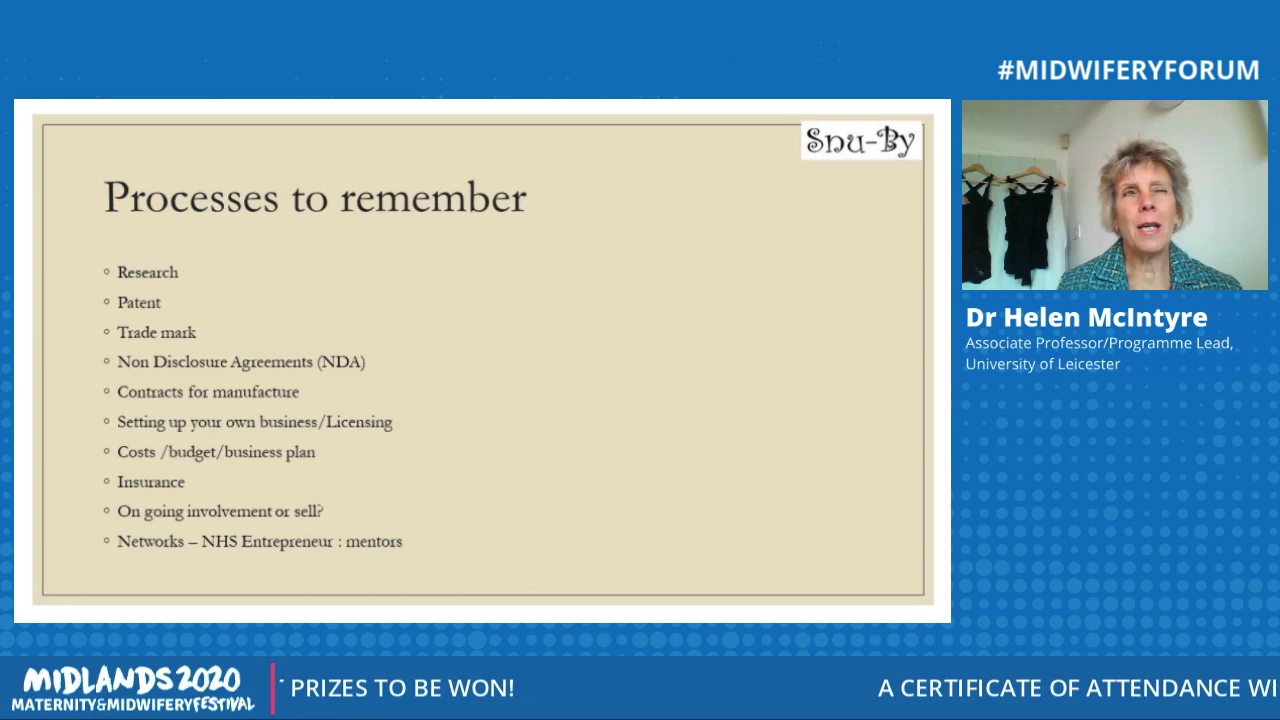 #MIDWIFERYFORUM
Snu-By
Processes to remember
Research
Patent
Trade mark
Non Disclosure Agreements (NDA)
Contracts for manufacture
Setting up your own business/Licensing
Costs /budget/business plan
Insurance
On going involvement or sell?
Networks – NHS Entrepreneur : mentors
Dr Helen McIntyre
Associate Professor/Programme Lead,
University of Leicester
MIDLANDS 2020
MATERNITY&MIDWIFERYFESTIVAL
PRIZES TO BE WON!
A CERTIFICATE OF ATTENDANCE WI